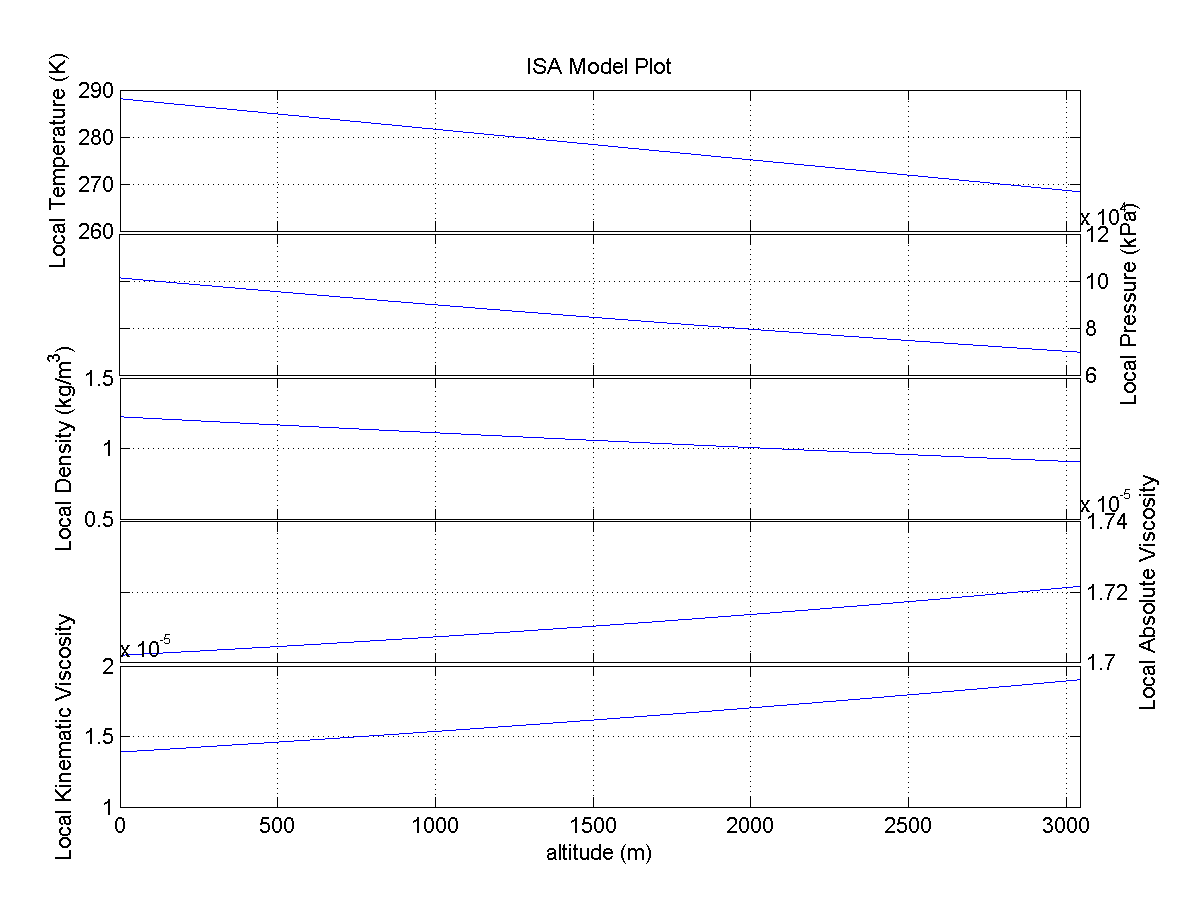 ISA Model Plot
Local Temperature (K)
290
280
270
260
x 10^4
Local Pressure (kPa)
12
10
8
6
Local Density (kg/m^3)
1.5
1
0.5
x 10^-5
Local Absolute Viscosity
1.74
1.72
1.7
x 10^-5
Local Kinematic Viscosity
2
1.5
1
0 500 1000 1500 2000 2500 3000
altitude (m)